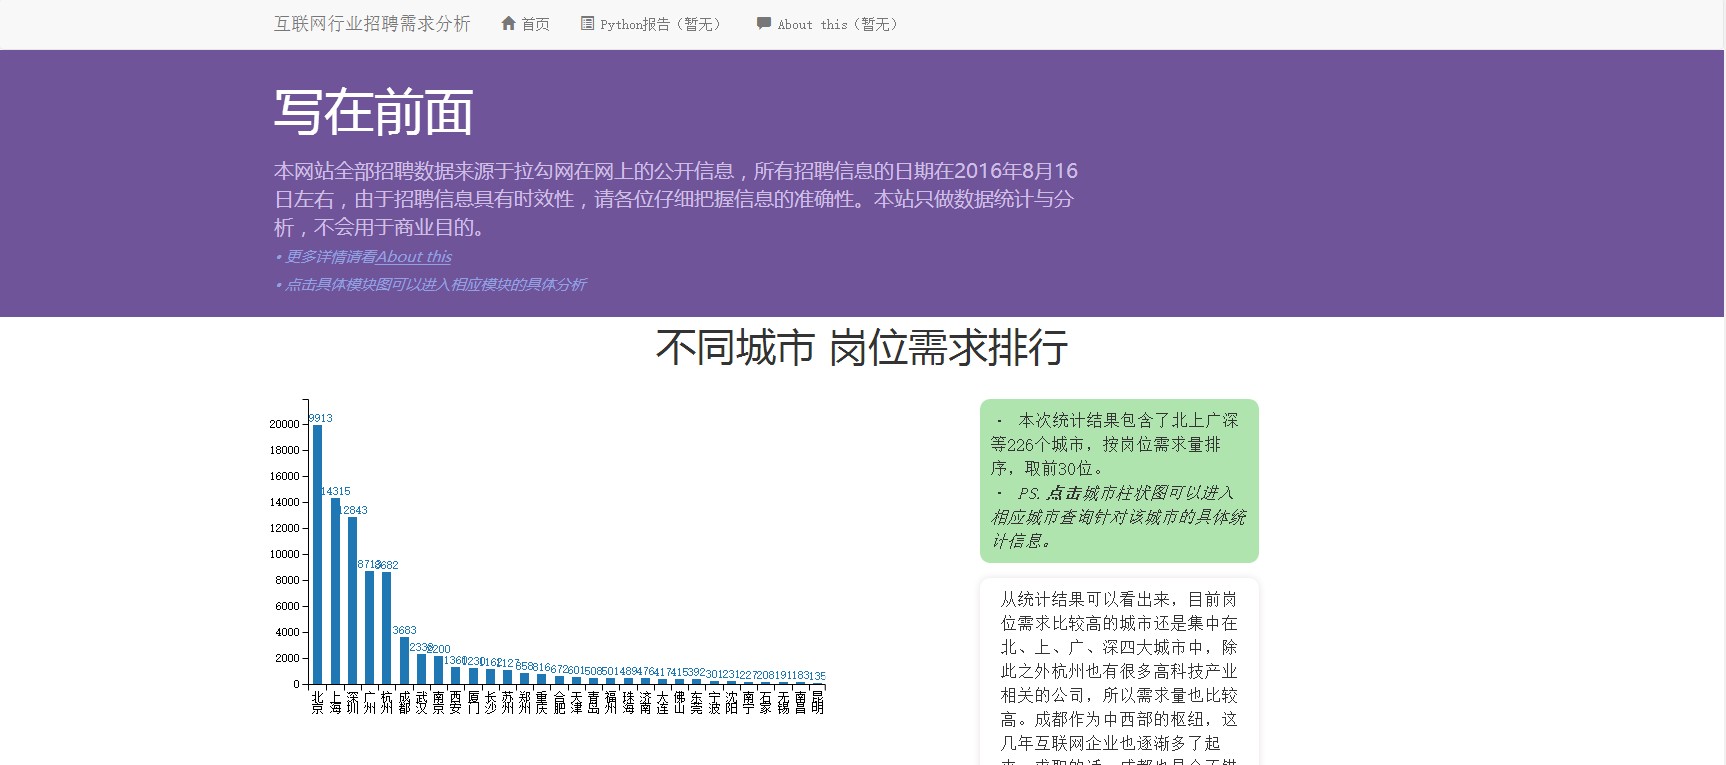 互联网行业招聘需求分析 首页 Python报告（暂无） About this（暂无）
写在前面
本网站全部招聘数据来源于拉勾网在网上的公开信息，所有招聘信息的日期在2016年8月16
日左右，由于招聘信息具有时效性，请各位仔细把握信息的准确性。本站只做数据统计与分
析，不会用于商业目的。
• 更多详情请看About this
• 点击具体模块图可以进入相应模块的具体分析
不同城市 岗位需求排行
20000
18000
16000
14000
12000
10000
8000
6000
4000
2000
0
9913
14315
12843
8713
8682
3683
2339
2200
1360
1230
1162
1127
858
816
672
601
508
501
489
476
417
415
392
301
231
227
208
191
183
135
北京 上海 深圳 广州 杭州 成都 武汉 南京 西安 厦门 长沙 苏州 郑州 重庆 合肥 天津 青岛 福州 珠海 济南 大连 佛山 东莞 宁波 沈阳 南宁 石家 无锡 南昌 昆明
· 本次统计结果包含了北上广深
等226个城市，按岗位需求量排
序，取前30位。
· PS.点击城市柱状图可以进入
相应城市查询针对该城市的具体统
计信息。
从统计结果可以看出来，目前岗
位需求比较高的城市还是集中在
北、上、广、深四大城市中，除
此之外杭州也有很多高科技产业
相关的公司，所以需求量也比较
高。成都作为中西部的枢纽，这
几年互联网企业也逐渐多了起